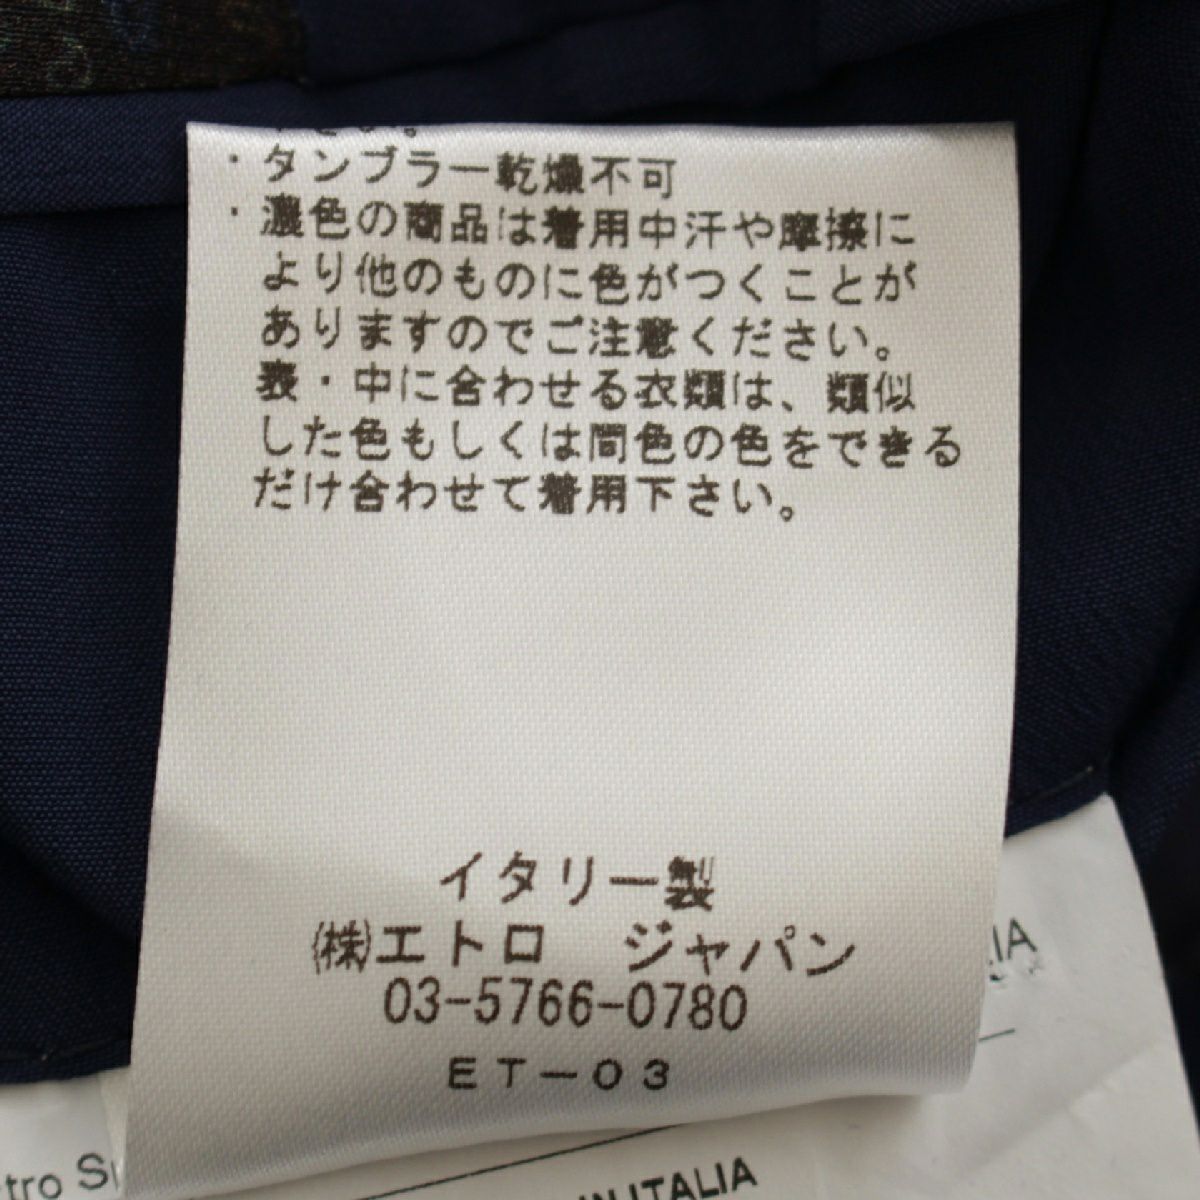 ・タンブラー乾燥不可
・濃色の商品は着用中汗や摩擦に
より他のものに色がつくことが
ありますのでご注意ください。
表・中に合わせる衣類は、類似
した色もしくは間色の色をできる
だけ合わせて着用下さい。
イタリー製
㈱エトロ　ジャパン
03-5766-0780
ET-03
IN ITALIA